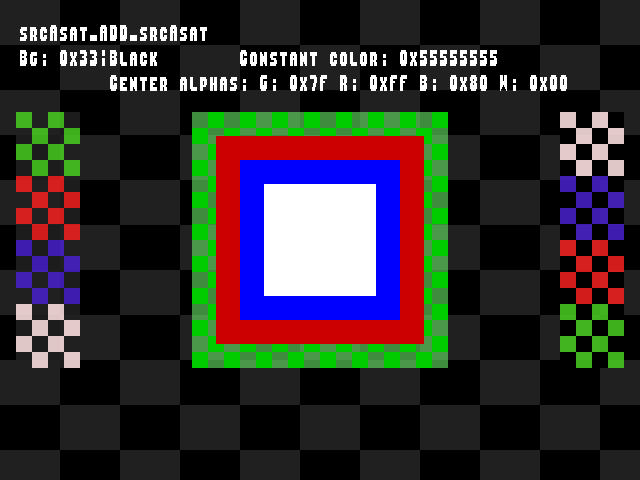 srcAsat_ADD_srcAsat
Bg: 0x33¦Black Constant color: 0x55555555
Center alphas: G: 0x7f R: 0xff B: 0x80 W: 0x00